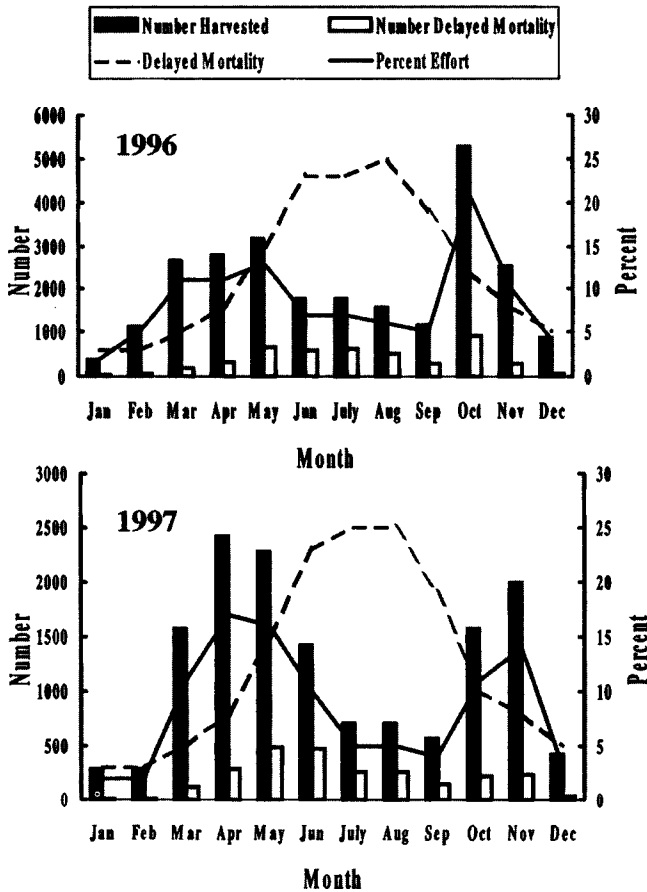 Number Harvested Number Delayed Mortality
Delayed Mortality Percent Effort
1996
6000 5000 4000 3000 2000 1000 0
Number
30 25 20 15 10 5 0
Percent
Jan Feb Mar Apr May Jun July Aug Sep Oct Nov Dec
Month
1997
3000 2500 2000 1500 1000 500 0
Number
30 25 20 15 10 5 0
Percent
Jan Feb Mar Apr May Jun July Aug Sep Oct Nov Dec
Month